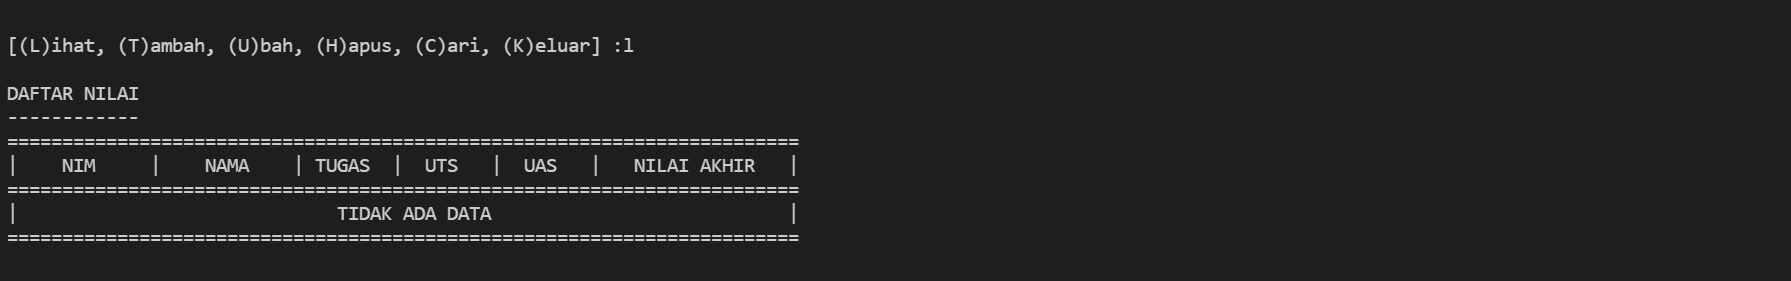 [(L)ihat, (T)ambah, (U)bah, (H)apus, (C)ari, (K)eluar] :l
DAFTAR NILAI
------------
========================================================================
|    NIM     |    NAMA    | TUGAS  |  UTS   |  UAS   |   NILAI AKHIR   |
========================================================================
|                             TIDAK ADA DATA                           |
========================================================================